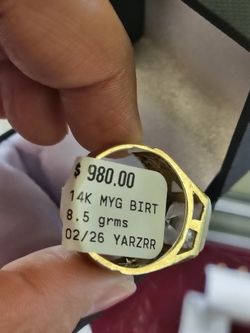 $ 980.00
14K MYG BIRT
8.5 grms
02/26 YARZRR